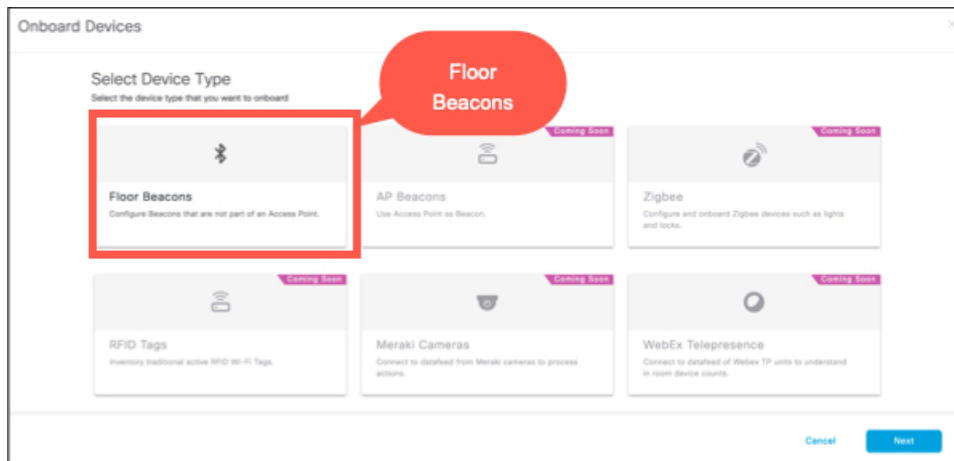 Onboard Devices
Select Device Type
Select the device type that you want to onboard
Floor
Beacons
Floor Beacons
Configure Beacons that are not part of an Access Point.
Coming Soon
AP Beacons
Use Access Point as Beacon.
Coming Soon
Zigbee
Configure and onboard Zigbee devices such as lights
and locks.
Coming Soon
RFID Tags
Inventory traditional active RFID Wi-Fi Tags.
Coming Soon
Meraki Cameras
Connect to datafeed from Meraki cameras to process
actions.
Coming Soon
WebEx Telepresence
Connect to datafeed of Webex TP units to understand
in room device counts.
Cancel
Next